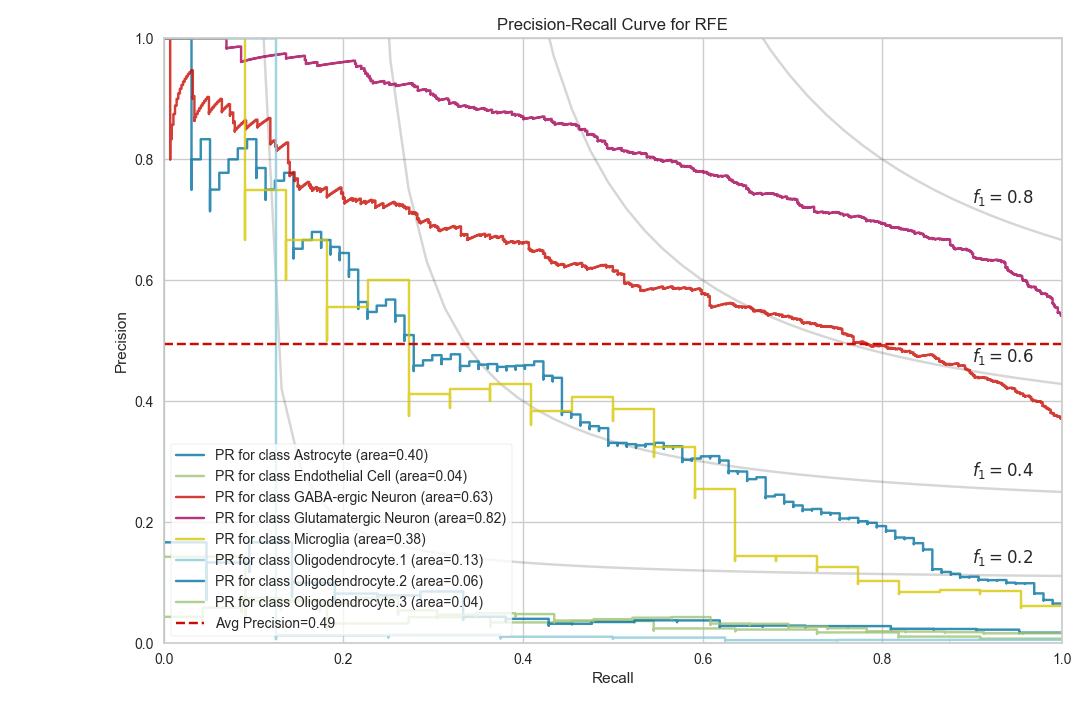 Precision-Recall Curve for RFE
1.0
0.8
0.6
0.4
0.2
0.0
Precision
f1 = 0.8
f1 = 0.6
f1 = 0.4
f1 = 0.2
PR for class Astrocyte (area=0.40)
PR for class Endothelial Cell (area=0.04)
PR for class GABA-ergic Neuron (area=0.63)
PR for class Glutamatergic Neuron (area=0.82)
PR for class Microglia (area=0.38)
PR for class Oligodendrocyte.1 (area=0.13)
PR for class Oligodendrocyte.2 (area=0.06)
PR for class Oligodendrocyte.3 (area=0.04)
Avg Precision=0.49
0.0 0.2 0.4 0.6 0.8 1.0
Recall